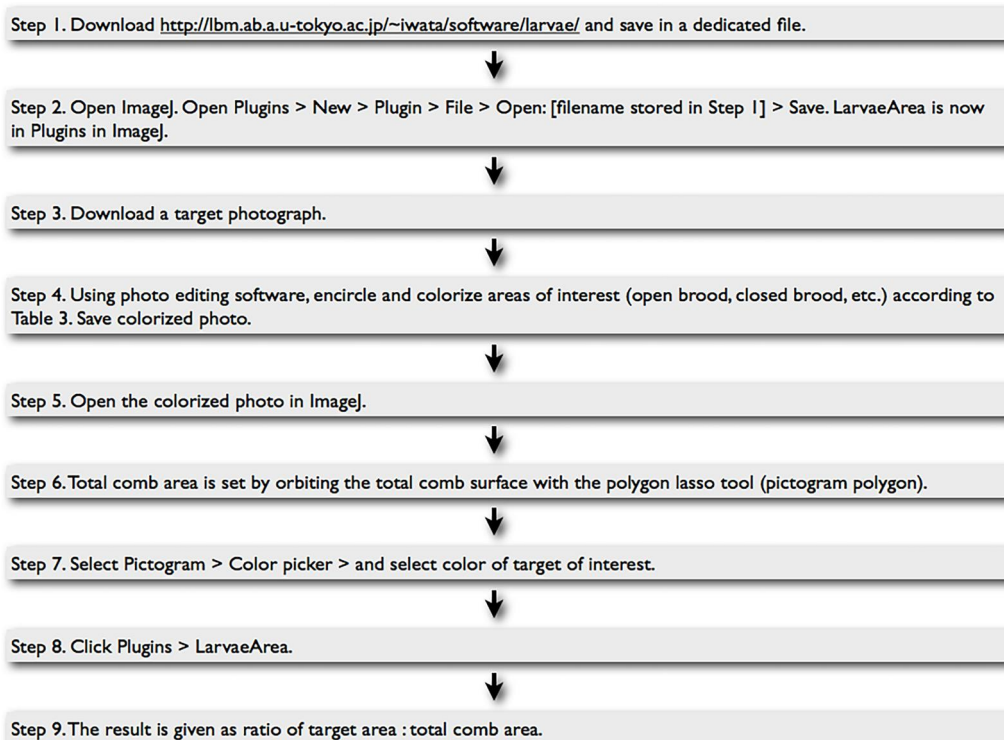 Step 1. Download http://lbm.ab.a.u-tokyo.ac.jp/~iwata/software/larvae/ and save in a dedicated file.
Step 2. Open ImageJ. Open Plugins > New > Plugin > File > Open: [filename stored in Step 1] > Save. LarvaeArea is now
in Plugins in ImageJ.
Step 3. Download a target photograph.
Step 4. Using photo editing software, encircle and colorize areas of interest (open brood, closed brood, etc.) according to
Table 3. Save colorized photo.
Step 5. Open the colorized photo in ImageJ.
Step 6. Total comb area is set by orbiting the total comb surface with the polygon lasso tool (pictogram polygon).
Step 7. Select Pictogram > Color picker > and select color of target of interest.
Step 8. Click Plugins > LarvaeArea.
Step 9. The result is given as ratio of target area : total comb area.